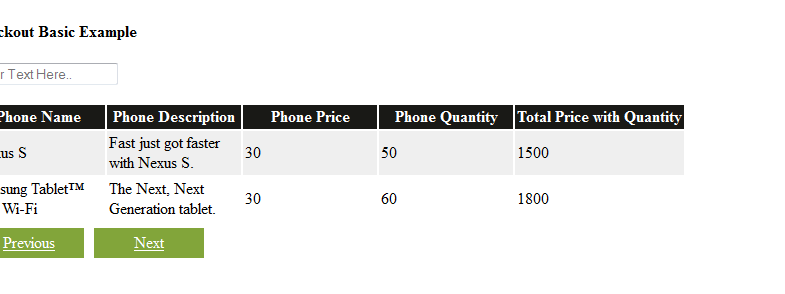 ckout Basic Example
r Text Here..
Phone Name Phone Description Phone Price Phone Quantity Total Price with Quantity
us S Fast just got faster with Nexus S. 30 50 1500
sung Tablet™ Wi-Fi The Next, Next Generation tablet. 30 60 1800
Previous Next